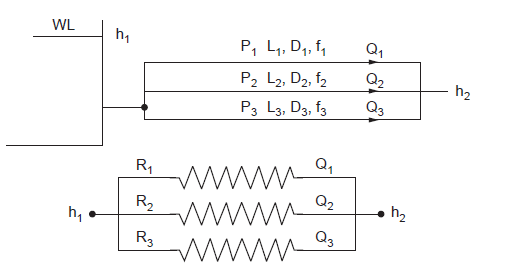 WL
h₁
P₁ L₁, D₁, f₁ Q₁
P₂ L₂, D₂, f₂ Q₂
h₂
P₃ L₃, D₃, f₃ Q₃
R₁ Q₁
R₂ Q₂
h₁ h₂
R₃ Q₃